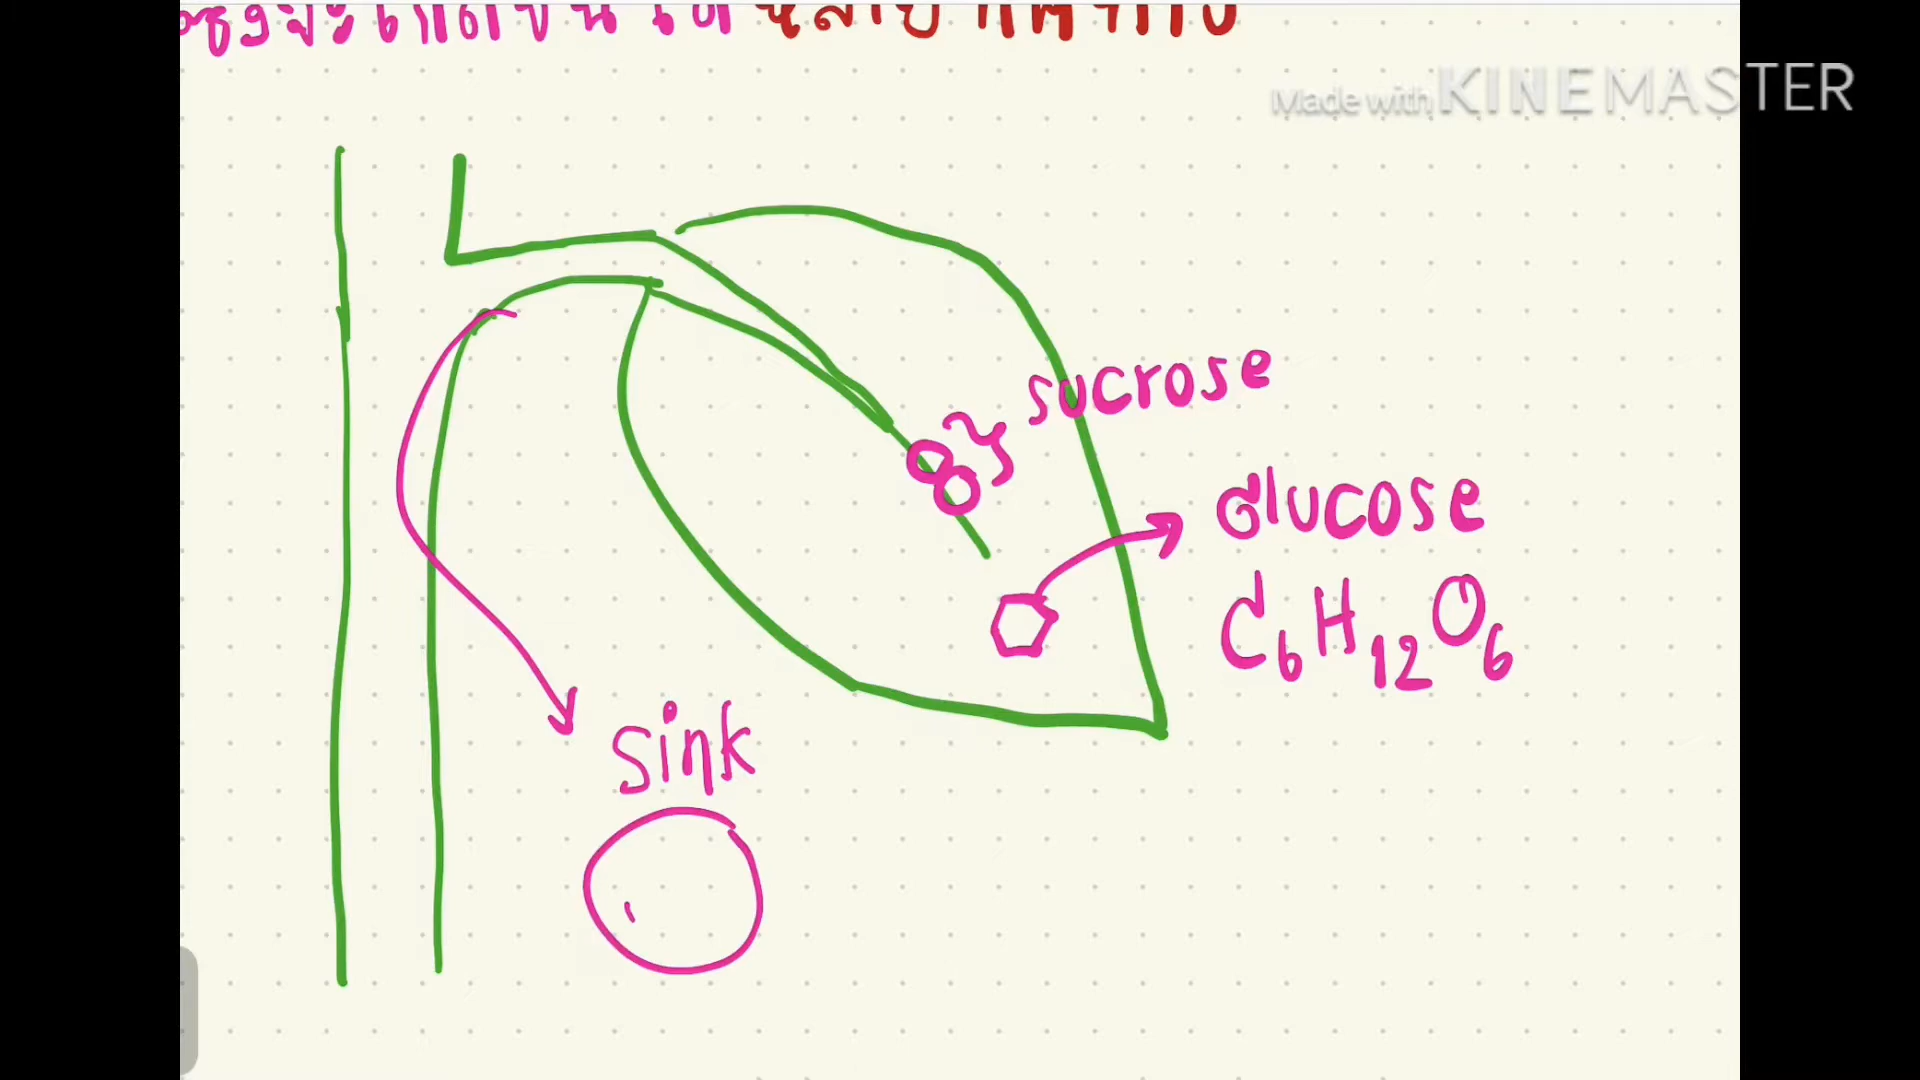 Made with KINEMASTER
sucrose
glucose
C₆H₁₂O₆
sink